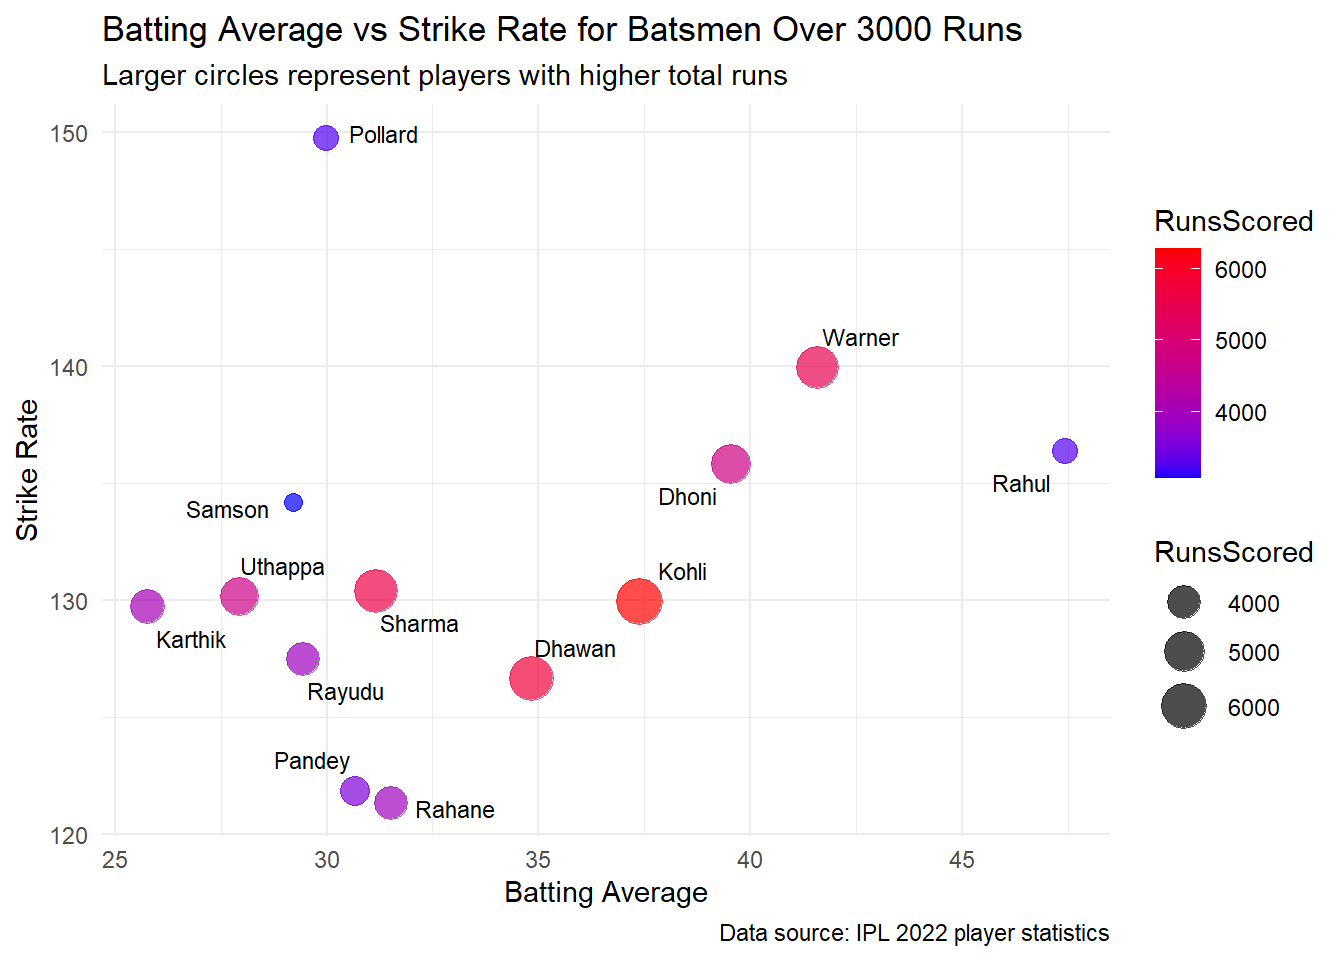 Batting Average vs Strike Rate for Batsmen Over 3000 Runs
Larger circles represent players with higher total runs
150
140
130
120
Strike Rate
Pollard
Warner
Rahul
Dhoni
Samson
Uthappa
Kohli
Karthik
Sharma
Dhawan
Rayudu
Pandey
Rahane
25
30
35
40
45
Batting Average
RunsScored
6000
5000
4000
RunsScored
4000
5000
6000
Data source: IPL 2022 player statistics